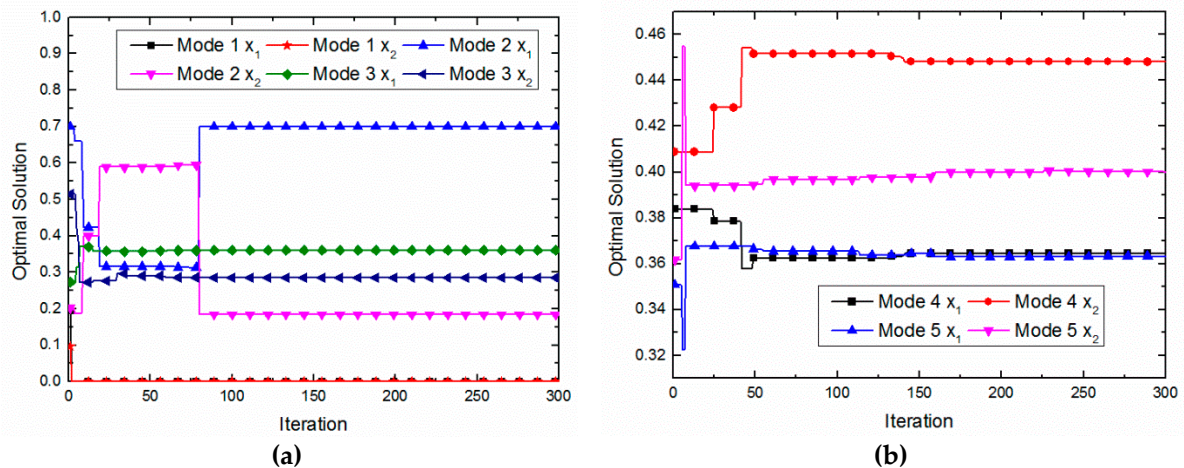 1.0
0.9
0.8
0.7
0.6
0.5
0.4
0.3
0.2
0.1
0.0
Optimal Solution
Mode 1 x1 Mode 1 x2 Mode 2 x1
Mode 2 x2 Mode 3 x1 Mode 3 x2
0 50 100 150 200 250 300
Iteration
(a)
0.46
0.44
0.42
0.40
0.38
0.36
0.34
0.32
Optimal Solution
Mode 4 x1 Mode 4 x2
Mode 5 x1 Mode 5 x2
0 50 100 150 200 250 300
Iteration
(b)